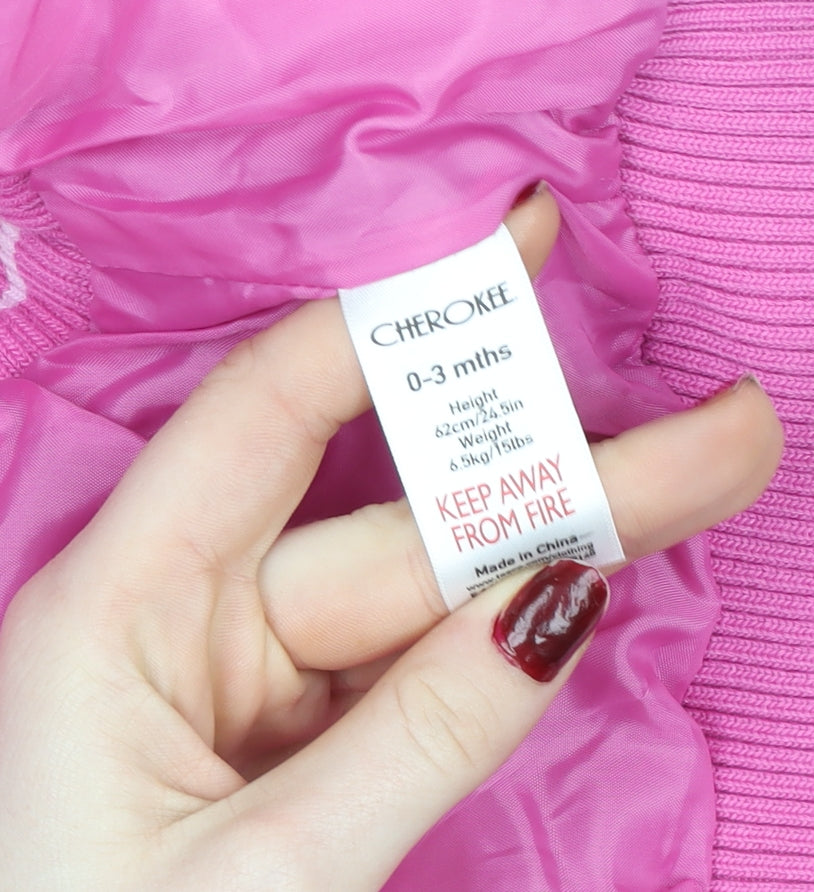 CHEROKEE
0-3 mths
Height
62cm/24.5in
Weight
6.5kg/15lbs
KEEP AWAY
FROM FIRE
Made in China